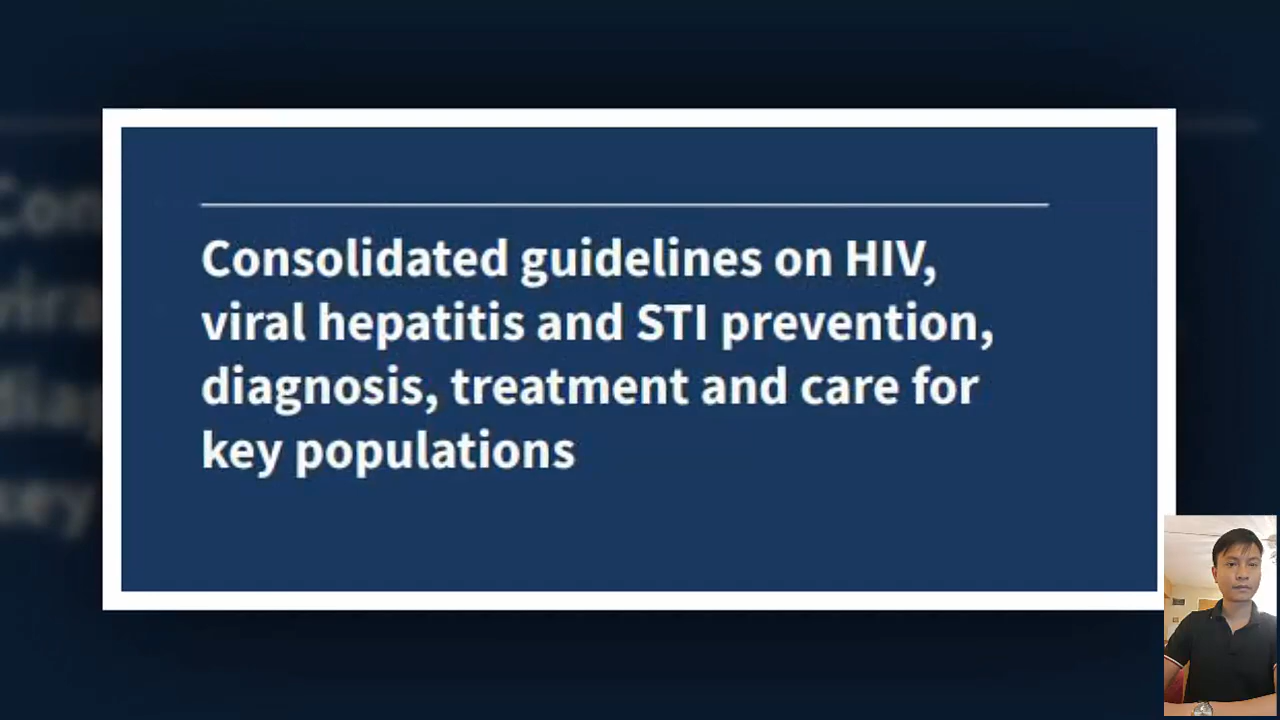 Consolidated guidelines on HIV,
viral hepatitis and STI prevention,
diagnosis, treatment and care for
key populations